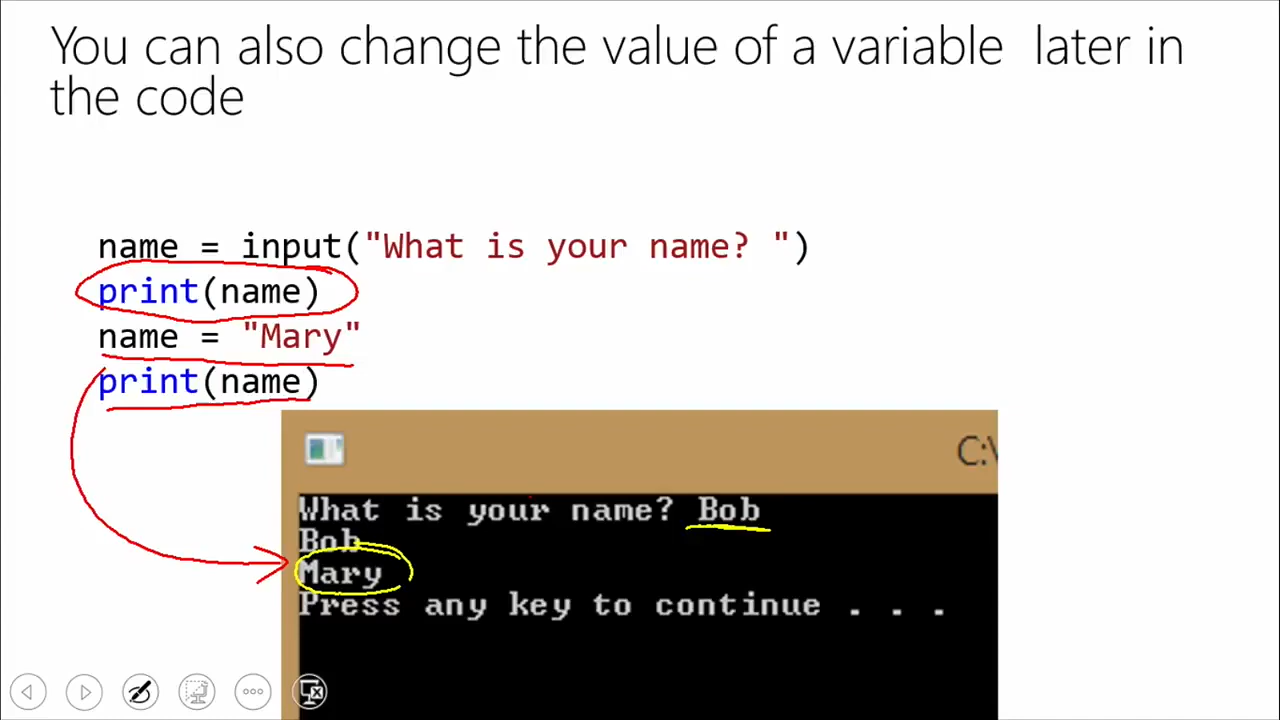 You can also change the value of a variable later in
the code
name = input("What is your name? ")
print(name)
name = "Mary"
print(name)
C:\
What is your name? Bob
Bob
Mary
Press any key to continue . . .